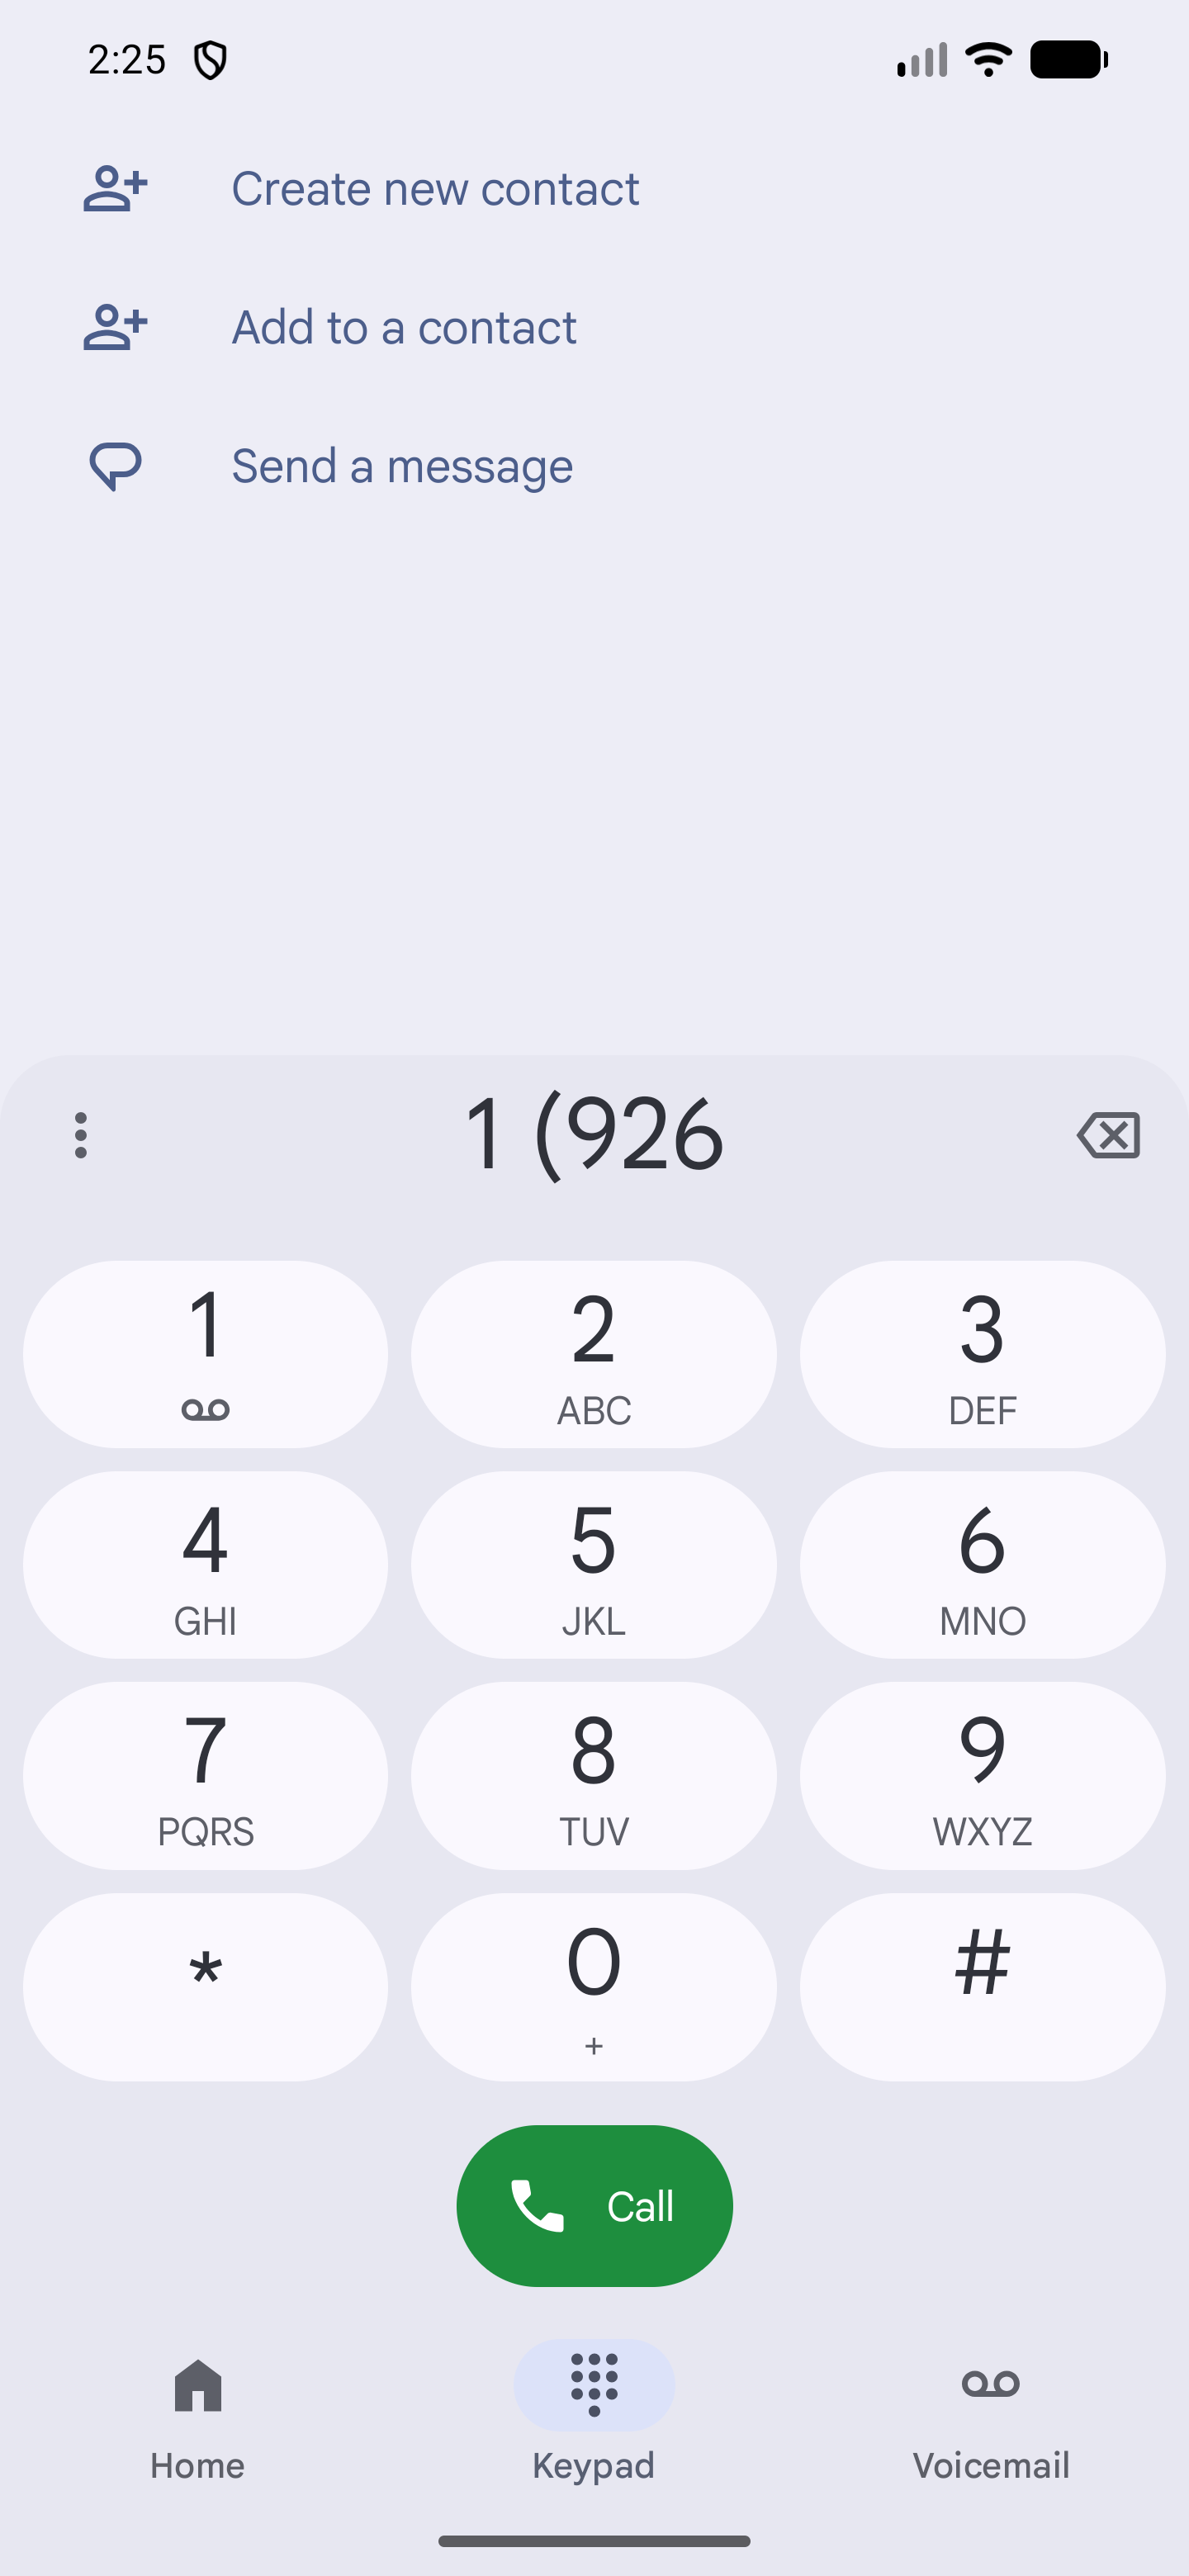 2:25
Create new contact
Add to a contact
Send a message
1 (926
1
2
ABC
3
DEF
4
GHI
5
JKL
6
MNO
7
PQRS
8
TUV
9
WXYZ
*
0
+
#
Call
Home
Keypad
Voicemail